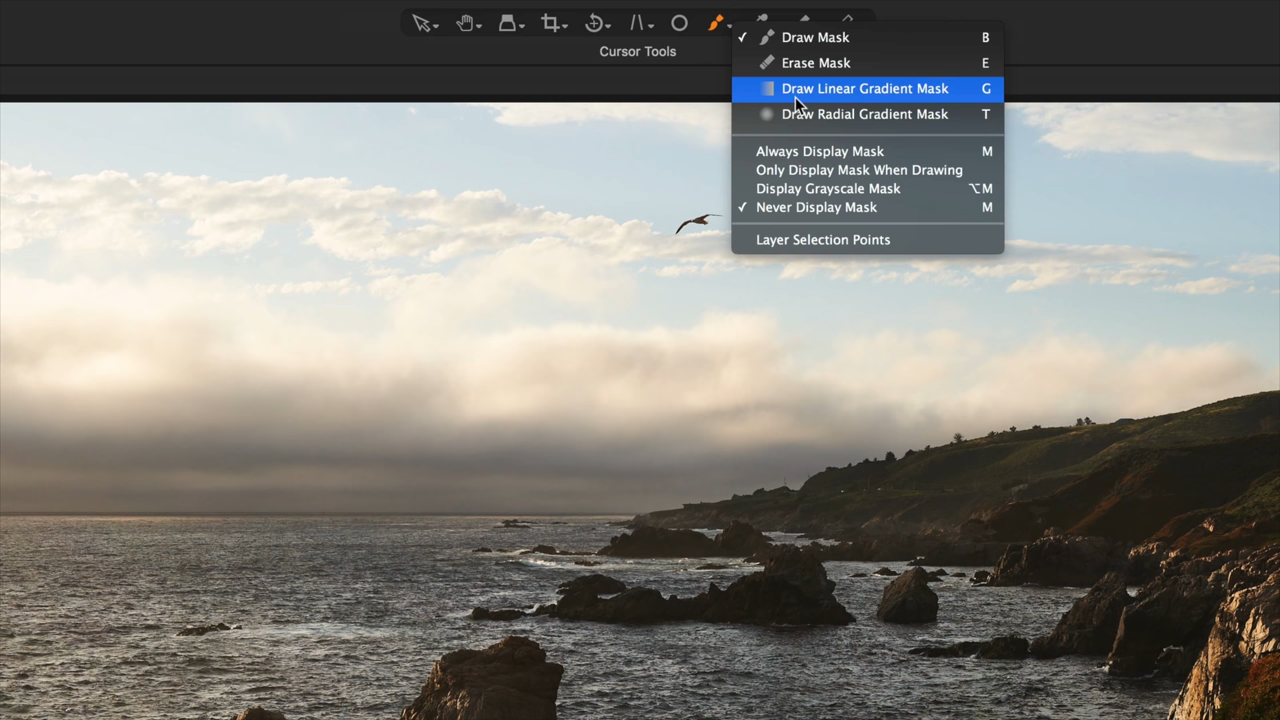 Cursor Tools
Draw Mask B
Erase Mask E
Draw Linear Gradient Mask G
Draw Radial Gradient Mask T
Always Display Mask M
Only Display Mask When Drawing
Display Grayscale Mask ⌥M
Never Display Mask M
Layer Selection Points